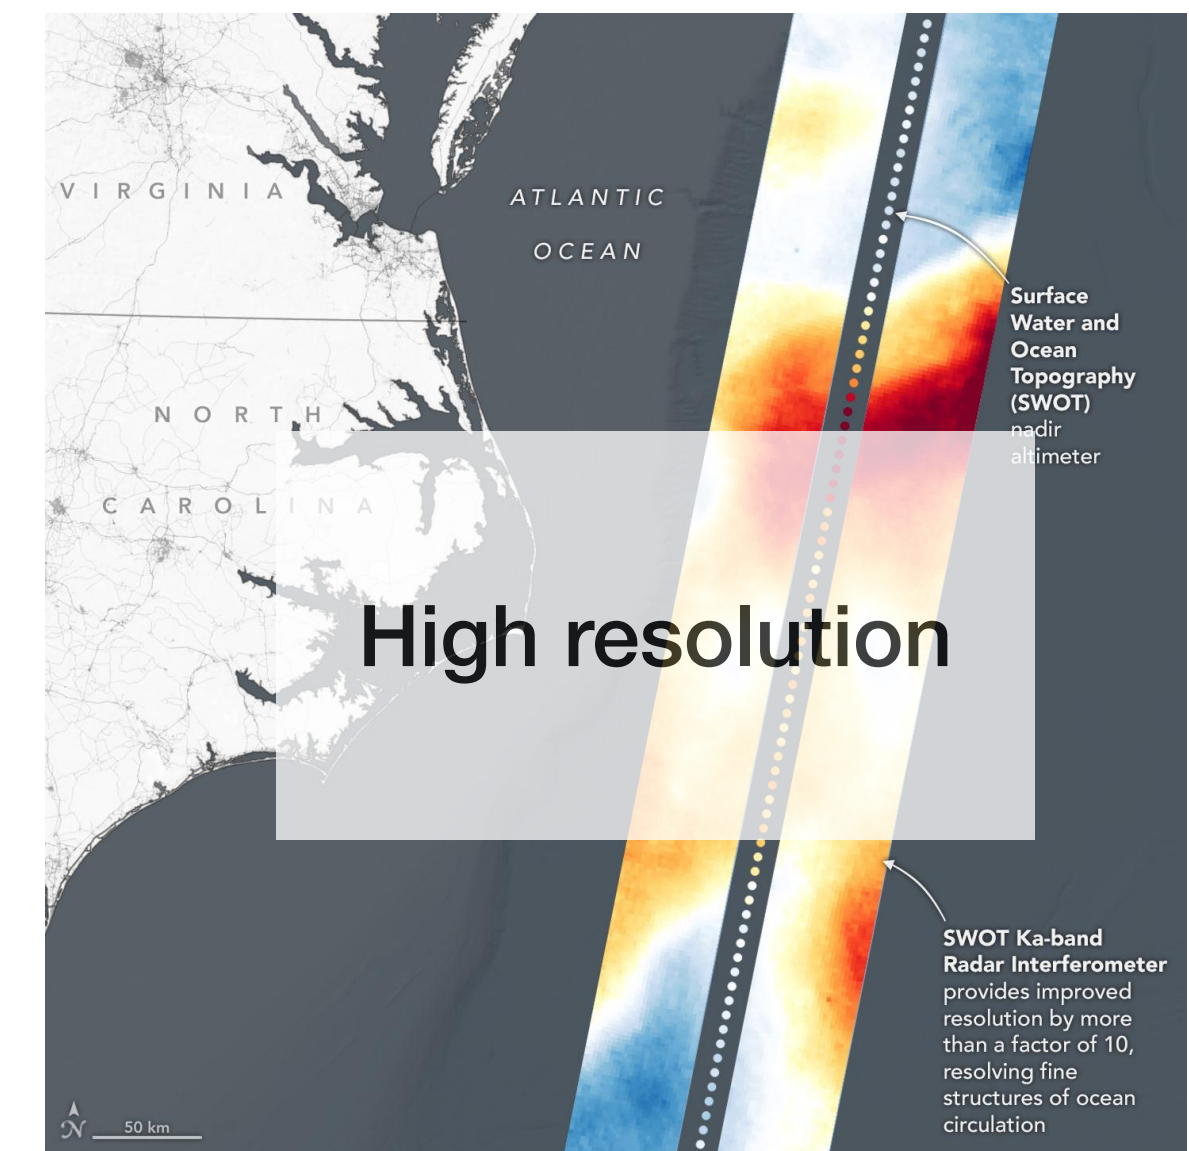 VIRGINIA
ATLANTIC
OCEAN
Surface
Water and
Ocean
Topography
(SWOT)
nadir
altimeter
NORTH
CAROLINA
High resolution
SWOT Ka-band
Radar Interferometer
provides improved
resolution by more
than a factor of 10,
resolving fine
structures of ocean
circulation
N
50 km